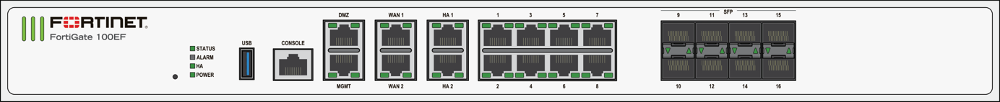 FORTINET®
FortiGate 100EF
STATUS
ALARM
HA
POWER
USB
CONSOLE
DMZ
MGMT
WAN 1
WAN 2
HA 1
HA 2
1 3 5 7
2 4 6 8
SFP
9 11 13 15
10 12 14 16